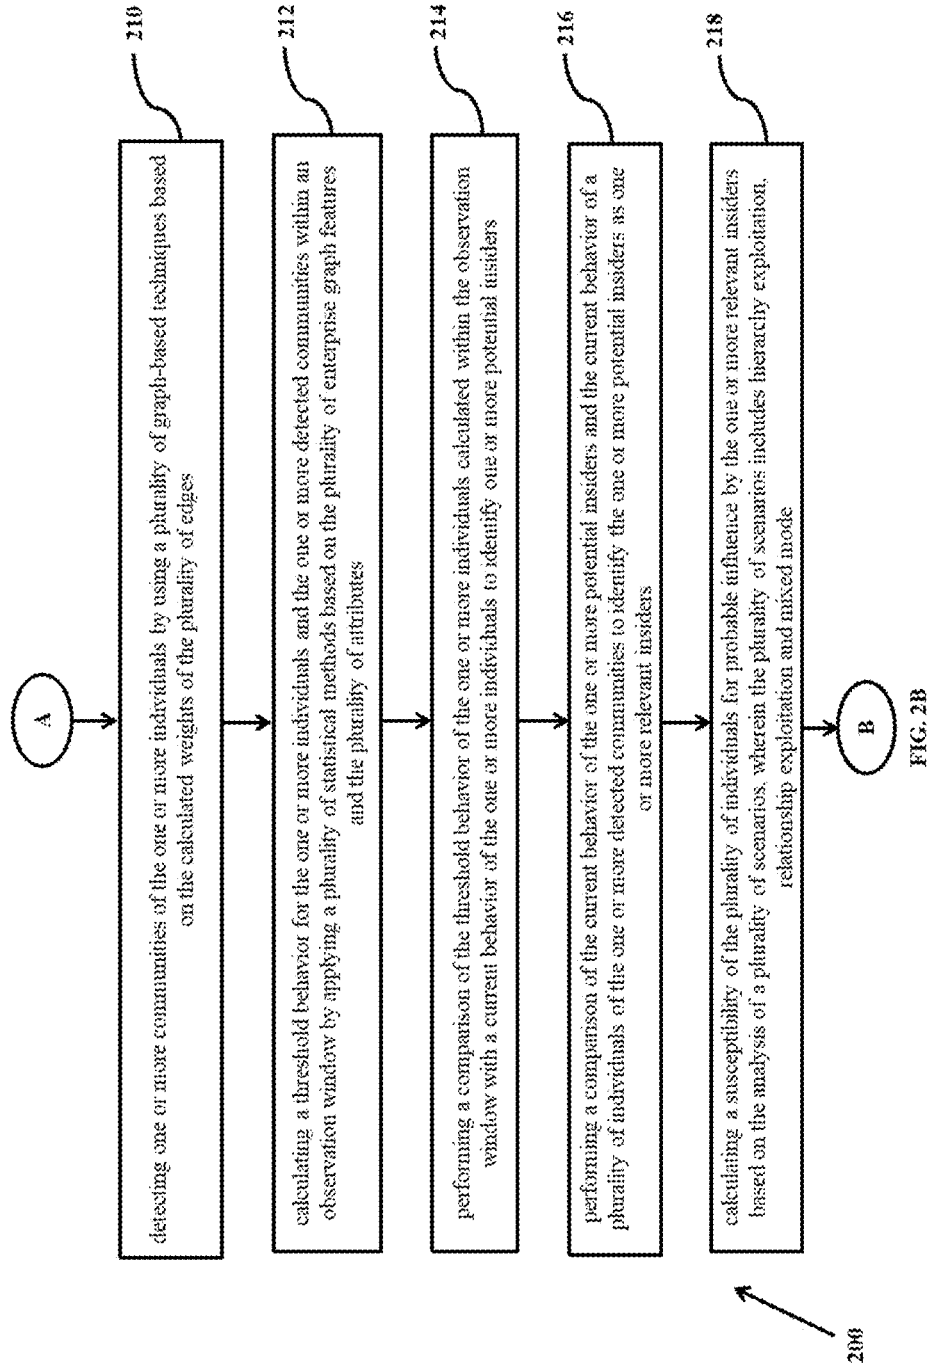 A
210
detecting one or more communities of the one or more individuals by using a plurality of graph-based techniques based
on the calculated weights of the plurality of edges
212
calculating a threshold behavior for the one or more individuals and the one or more detected communities within an
observation window by applying a plurality of statistical methods based on the plurality of enterprise graph features
and the plurality of attributes
214
performing a comparison of the threshold behavior of the one or more individuals calculated within the observation
window with a current behavior of the one or more individuals to identify one or more potential insiders
216
performing a comparison of the current behavior of the one or more potential insiders and the current behavior of a
plurality of individuals of the one or more detected communities to identify the one or more potential insiders as one
or more relevant insiders
218
calculating a susceptibility of the plurality of individuals for probable influence by the one or more relevant insiders
based on the analysis of a plurality of scenarios, wherein the plurality of scenarios includes hierarchy exploitation,
relationship exploitation and mixed mode
B
200
FIG. 2B